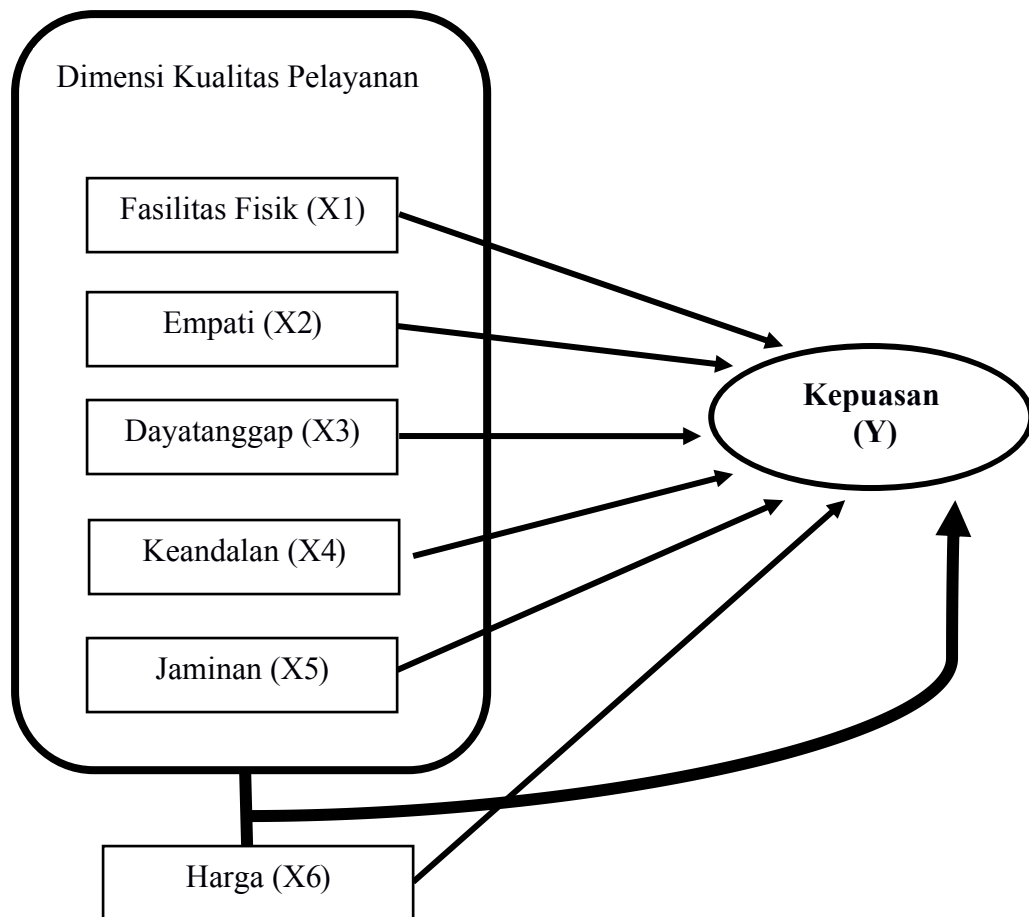 Dimensi Kualitas Pelayanan
Fasilitas Fisik (X1)
Empati (X2)
Dayatanggap (X3)
Keandalan (X4)
Jaminan (X5)
Harga (X6)
Kepuasan
(Y)